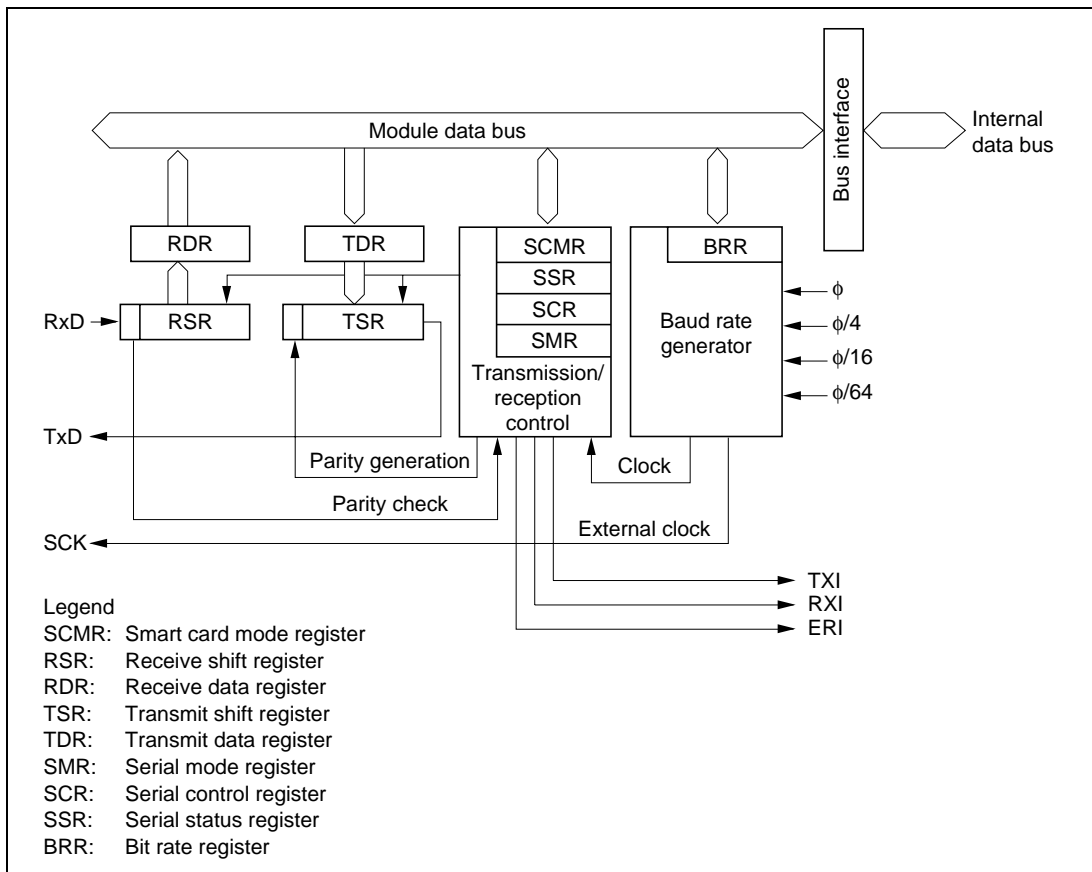 Bus interface
Internal
data bus
Module data bus
RDR
TDR
SCMR
BRR
SSR
SCR
SMR
RSR
TSR
RxD
Baud rate
generator
ϕ
ϕ/4
ϕ/16
ϕ/64
Transmission/
reception
control
TxD
Parity generation
Clock
Parity check
External clock
SCK
TXI
RXI
ERI
Legend
SCMR: Smart card mode register
RSR: Receive shift register
RDR: Receive data register
TSR: Transmit shift register
TDR: Transmit data register
SMR: Serial mode register
SCR: Serial control register
SSR: Serial status register
BRR: Bit rate register